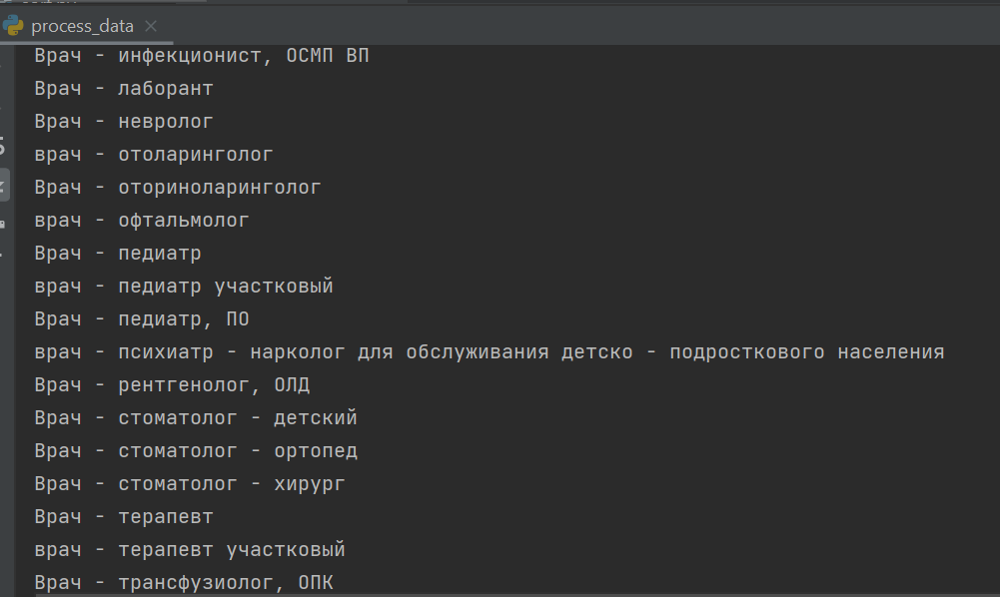 process_data
Врач - инфекционист, ОСМП ВП
Врач - лаборант
Врач - невролог
врач - отоларинголог
Врач - оториноларинголог
врач - офтальмолог
Врач - педиатр
врач - педиатр участковый
Врач - педиатр, ПО
врач - психиатр - нарколог для обслуживания детско - подросткового населения
Врач - рентгенолог, ОЛД
Врач - стоматолог - детский
Врач - стоматолог - ортопед
Врач - стоматолог - хирург
Врач - терапевт
врач - терапевт участковый
Врач - трансфузиолог, ОПК